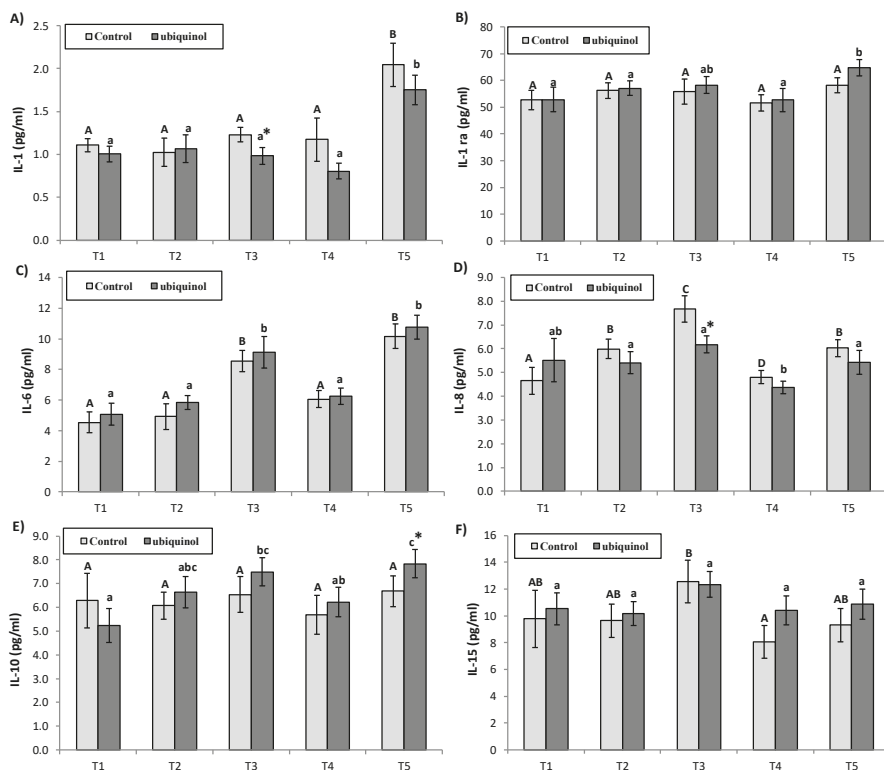 A)
Control ubiquinol
IL-1 (pg/ml)
2.5
2.0
1.5
1.0
0.5
0.0
A a A a A a* A a B b
T1 T2 T3 T4 T5
B)
Control ubiquinol
IL-1 ra (pg/ml)
80
70
60
50
40
30
20
10
0
A a A a A ab A a A b
T1 T2 T3 T4 T5
C)
Control ubiquinol
IL-6 (pg/ml)
14
12
10
8
6
4
2
0
A a A a B b A a B b
T1 T2 T3 T4 T5
D)
Control ubiquinol
IL-8 (pg/ml)
9.0
8.0
7.0
6.0
5.0
4.0
3.0
2.0
1.0
0.0
A ab B a C a* D b B a
T1 T2 T3 T4 T5
E)
Control ubiquinol
IL-10 (pg/ml)
8.0
7.0
6.0
5.0
4.0
3.0
2.0
1.0
0.0
A a A abc A bc A ab A c*
T1 T2 T3 T4 T5
F)
Control ubiquinol
IL-15 (pg/ml)
16
14
12
10
8
6
4
2
0
AB a AB a B a A a AB a
T1 T2 T3 T4 T5